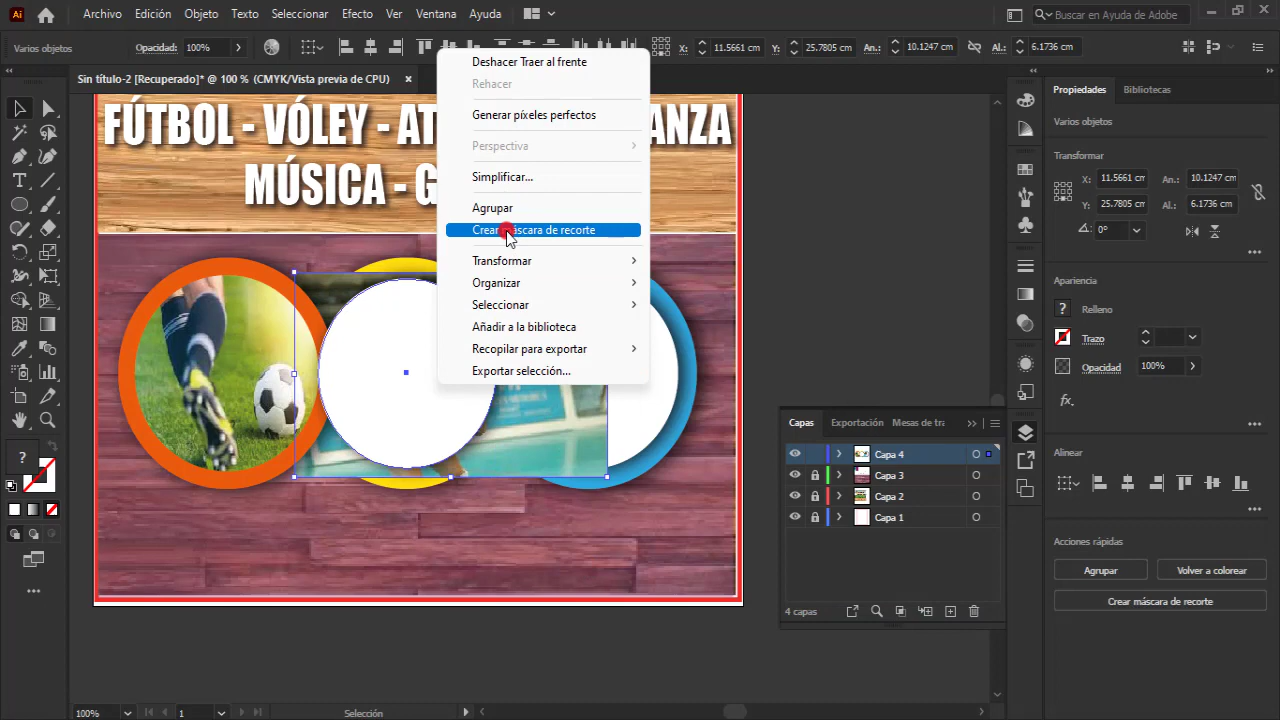 Ai
Archivo Edición Objeto Texto Seleccionar Efecto Ver Ventana Ayuda
Buscar en Ayuda de Adobe
Varios objetos
Opacidad: 100%
X: 11.5661 cm
Y: 25.7805 cm
An.: 10.1247 cm
Al.: 6.1736 cm
Sin título-2 [Recuperado]* @ 100 % (CMYK/Vista previa de CPU) ×
FÚTBOL - VÓLEY - AT
ANZA
MÚSICA - G
Deshacer Traer al frente
Rehacer
Generar píxeles perfectos
Perspectiva
Simplificar...
Agrupar
Crear máscara de recorte
Transformar
Organizar
Seleccionar
Añadir a la biblioteca
Recopilar para exportar
Exportar selección...
Propiedades Bibliotecas
Varios objetos
Transformar
X: 11.5661 cm An.: 10.1247 cm
Y: 25.7805 cm Al.: 6.1736 cm
0°
Apariencia
? Relleno
Trazo
Opacidad 100%
fx.
Alinear
Acciones rápidas
Agrupar Volver a colorear
Crear máscara de recorte
Capas Exportación Mesas de tra
Capa 4
Capa 3
Capa 2
Capa 1
4 capas
?
100% 1 Selección